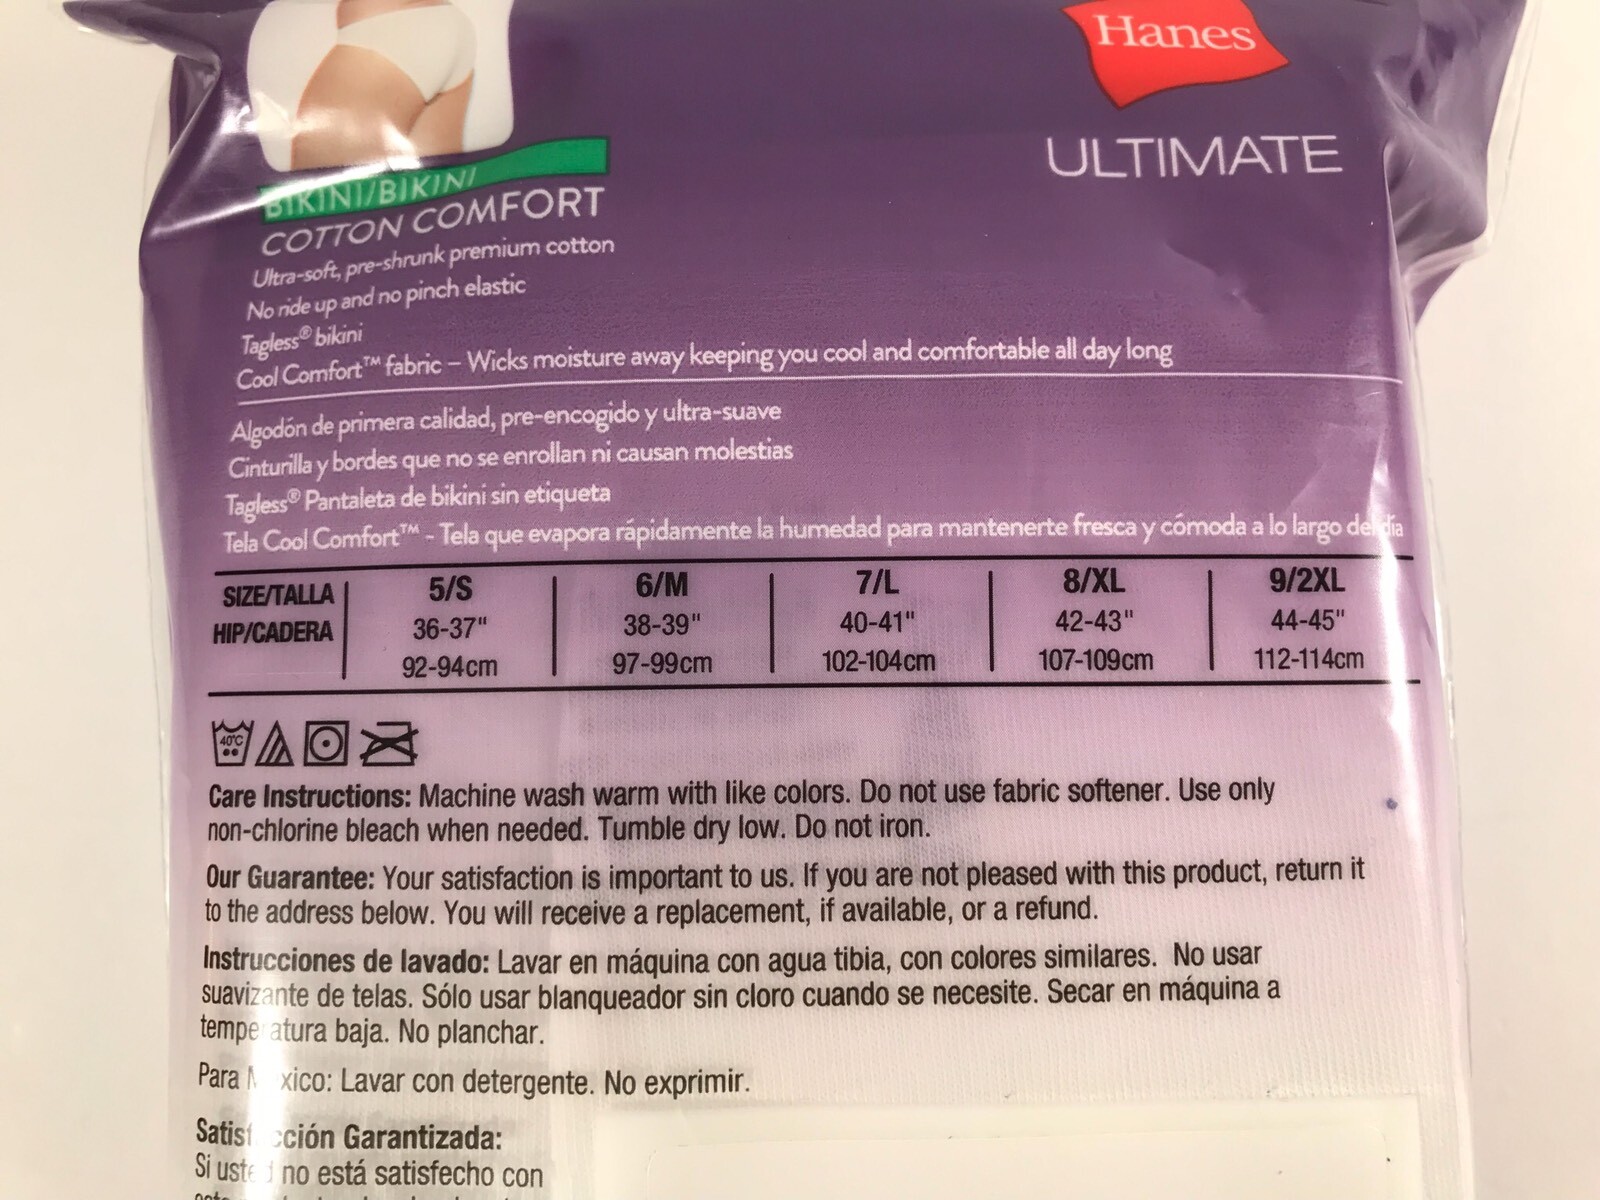 Hanes
ULTIMATE
BIKINI/BIKINI
COTTON COMFORT
Ultra-soft, pre-shrunk premium cotton
No ride up and no pinch elastic
Tagless® bikini
Cool Comfort™ fabric – Wicks moisture away keeping you cool and comfortable all day long
Algodón de primera calidad, pre-encogido y ultra-suave
Cinturilla y bordes que no se enrollan ni causan molestias
Tagless® Pantaleta de bikini sin etiqueta
Tela Cool Comfort™ - Tela que evapora rápidamente la humedad para mantenerte fresca y cómoda a lo largo del día
SIZE/TALLA 5/S 6/M 7/L 8/XL 9/2XL
HIP/CADERA 36-37" 38-39" 40-41" 42-43" 44-45"
92-94cm 97-99cm 102-104cm 107-109cm 112-114cm
40°C
Care Instructions: Machine wash warm with like colors. Do not use fabric softener. Use only
non-chlorine bleach when needed. Tumble dry low. Do not iron.
Our Guarantee: Your satisfaction is important to us. If you are not pleased with this product, return it
to the address below. You will receive a replacement, if available, or a refund.
Instrucciones de lavado: Lavar en máquina con agua tibia, con colores similares. No usar
suavizante de telas. Sólo usar blanqueador sin cloro cuando se necesite. Secar en máquina a
temperatura baja. No planchar.
Para México: Lavar con detergente. No exprimir.
Satisfacción Garantizada:
Si usted no está satisfecho con